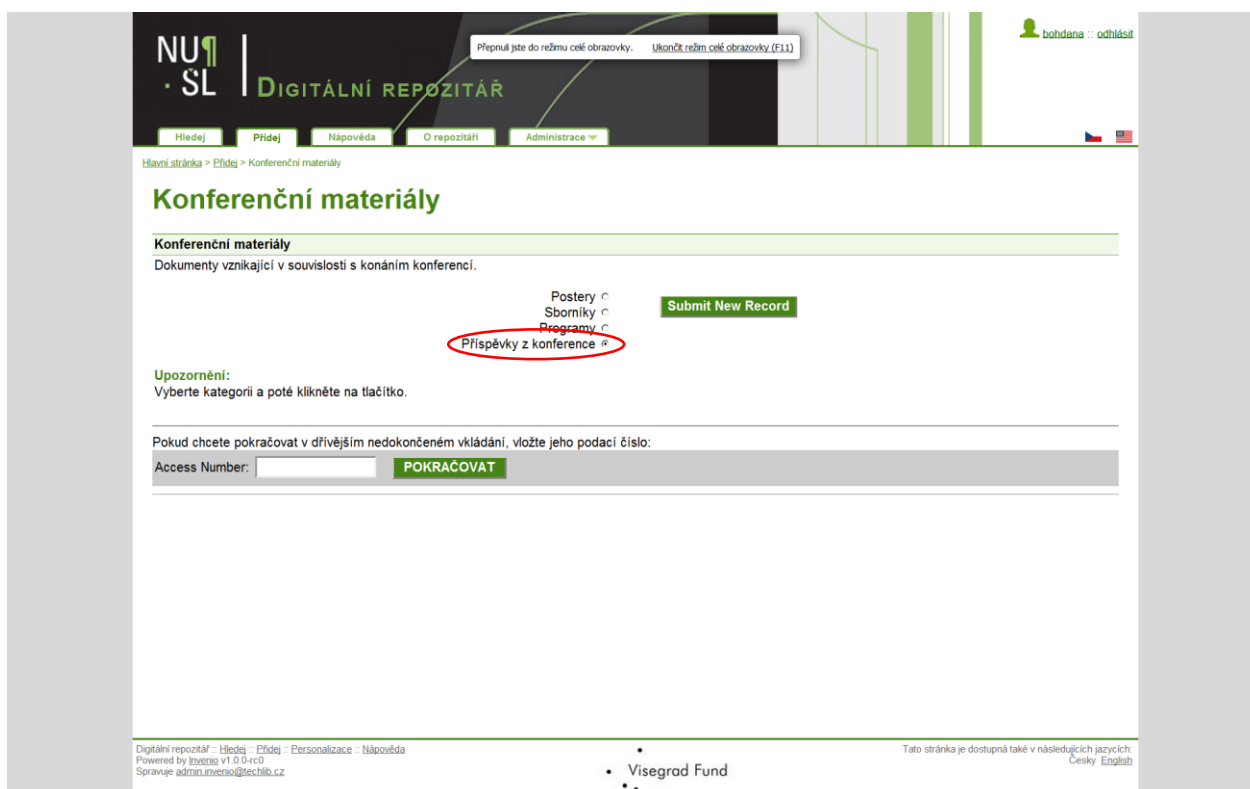 NU¶
· ŠL
DIGITÁLNÍ REPOZITÁŘ
Přepnuli jste do režimu celé obrazovky. Ukončit režim celé obrazovky (F11)
bohdana :: odhlásit
Hledej Přidej Nápověda O repozitáři Administrace
Hlavní stránka > Přidej > Konferenční materiály
Konferenční materiály
Konferenční materiály
Dokumenty vznikající v souvislosti s konáním konferencí.
Postery
Sborníky
Programy
Příspěvky z konference
Submit New Record
Upozornění:
Vyberte kategorii a poté klikněte na tlačítko.
Pokud chcete pokračovat v dřívějším nedokončeném vkládání, vložte jeho podací číslo:
Access Number: POKRAČOVAT
Digitální repozitář :: Hledej :: Přidej :: Personalizace :: Nápověda
Powered by Invenio v1.0.0-rc0
Spravuje admin.invenio@techlib.cz
Visegrad Fund
Tato stránka je dostupná také v následujících jazycích:
Česky English